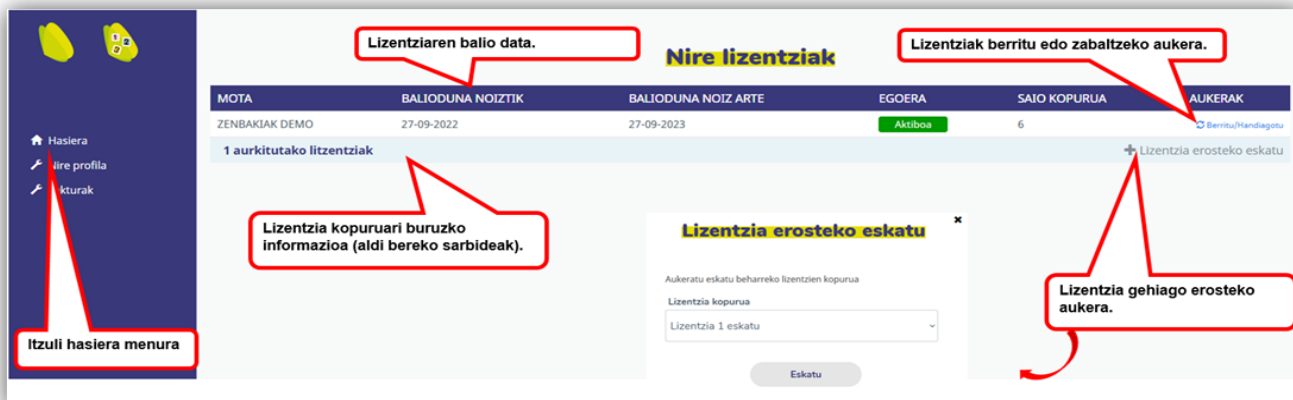 1 2
3
Lizentziaren balio data.
Nire lizentziak
Lizentziak berritu edo zabaltzeko aukera.
MOTA BALIODUNA NOIZTIK BALIODUNA NOIZ ARTE EGOERA SAIO KOPURUA AUKERAK
ZENBAKIAK DEMO 27-09-2022 27-09-2023 Aktiboa 6 Berritu/Handiagotu
1 aurkitutako litzentziak Lizentzia erosteko eskatu
Hasiera
Nire profila
Lizentzia kopuruari buruzko
informazioa (aldi bereko sarbideak).
Lizentzia erosteko eskatu
Aukeratu eskatu beharreko lizentzien kopurua
Lizentzia kopurua
Lizentzia 1 eskatu
Eskatu
Lizentzia gehiago erosteko
aukera.
Itzuli hasiera menura